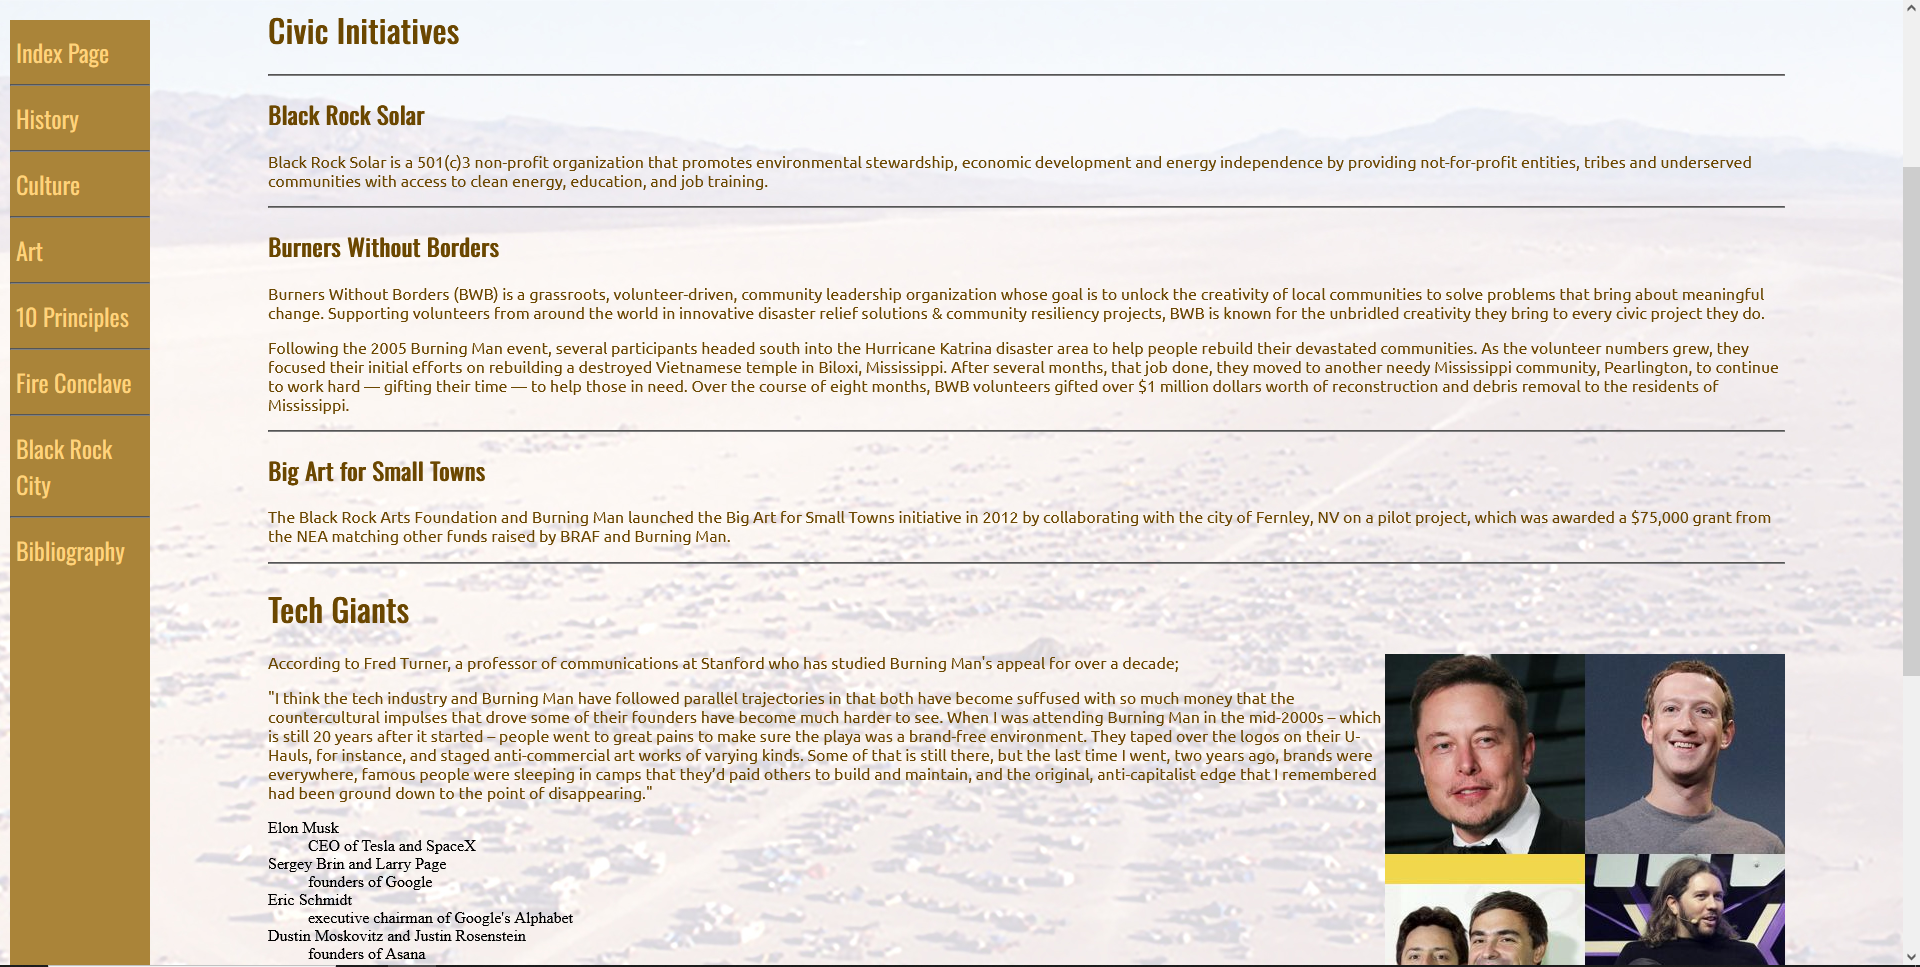 Index Page
History
Culture
Art
10 Principles
Fire Conclave
Black Rock
City
Bibliography
Civic Initiatives
Black Rock Solar
Black Rock Solar is a 501(c)3 non-profit organization that promotes environmental stewardship, economic development and energy independence by providing not-for-profit entities, tribes and underserved
communities with access to clean energy, education, and job training.
Burners Without Borders
Burners Without Borders (BWB) is a grassroots, volunteer-driven, community leadership organization whose goal is to unlock the creativity of local communities to solve problems that bring about meaningful
change. Supporting volunteers from around the world in innovative disaster relief solutions & community resiliency projects, BWB is known for the unbridled creativity they bring to every civic project they do.
Following the 2005 Burning Man event, several participants headed south into the Hurricane Katrina disaster area to help people rebuild their devastated communities. As the volunteer numbers grew, they
focused their initial efforts on rebuilding a destroyed Vietnamese temple in Biloxi, Mississippi. After several months, that job done, they moved to another needy Mississippi community, Pearlington, to continue
to work hard — gifting their time — to help those in need. Over the course of eight months, BWB volunteers gifted over $1 million dollars worth of reconstruction and debris removal to the residents of
Mississippi.
Big Art for Small Towns
The Black Rock Arts Foundation and Burning Man launched the Big Art for Small Towns initiative in 2012 by collaborating with the city of Fernley, NV on a pilot project, which was awarded a $75,000 grant from
the NEA matching other funds raised by BRAF and Burning Man.
Tech Giants
According to Fred Turner, a professor of communications at Stanford who has studied Burning Man's appeal for over a decade;
"I think the tech industry and Burning Man have followed parallel trajectories in that both have become suffused with so much money that the
countercultural impulses that drove some of their founders have become much harder to see. When I was attending Burning Man in the mid-2000s – which
is still 20 years after it started – people went to great pains to make sure the playa was a brand-free environment. They taped over the logos on their U-
Hauls, for instance, and staged anti-commercial art works of varying kinds. Some of that is still there, but the last time I went, two years ago, brands were
everywhere, famous people were sleeping in camps that they’d paid others to build and maintain, and the original, anti-capitalist edge that I remembered
had been ground down to the point of disappearing."
Elon Musk
CEO of Tesla and SpaceX
Sergey Brin and Larry Page
founders of Google
Eric Schmidt
executive chairman of Google's Alphabet
Dustin Moskovitz and Justin Rosenstein
founders of Asana